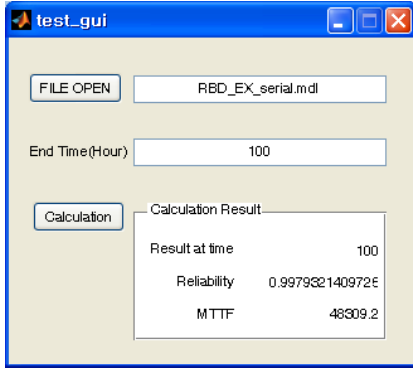 test_gui
FILE OPEN RBD_EX_serial.mdl
End Time(Hour) 100
Calculation Calculation Result
Result at time 100
Reliability 0.997932140972
MTTF 48309.2